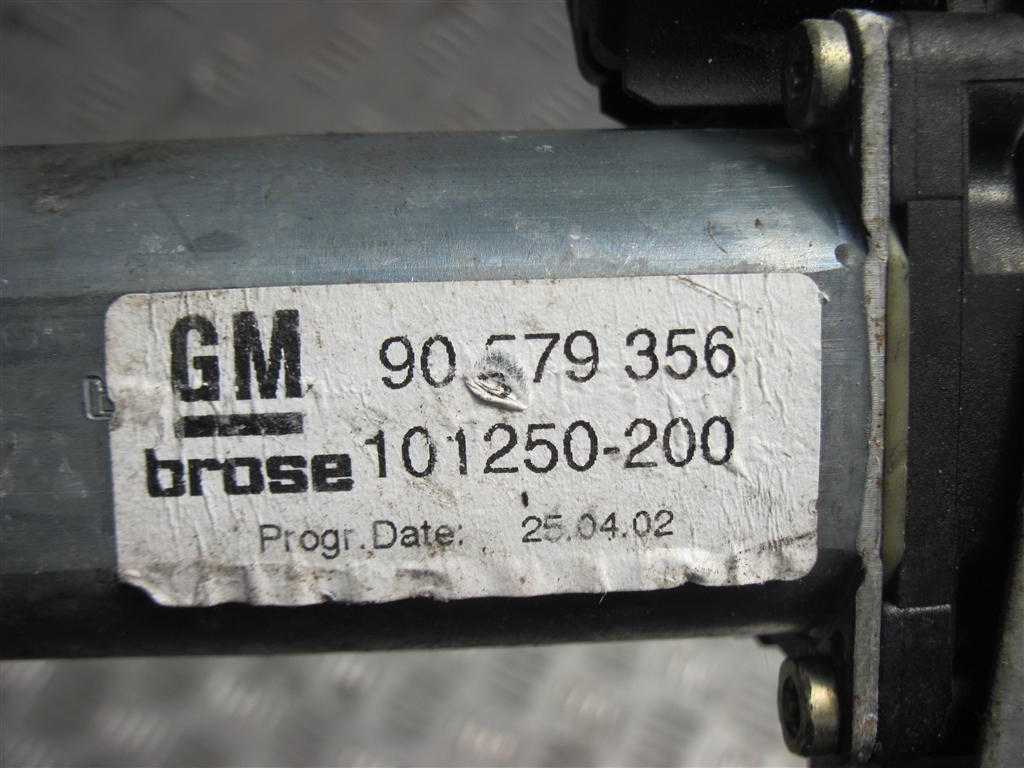 GM 90 579 356
brose 101250-200
Progr.Date: 25.04.02